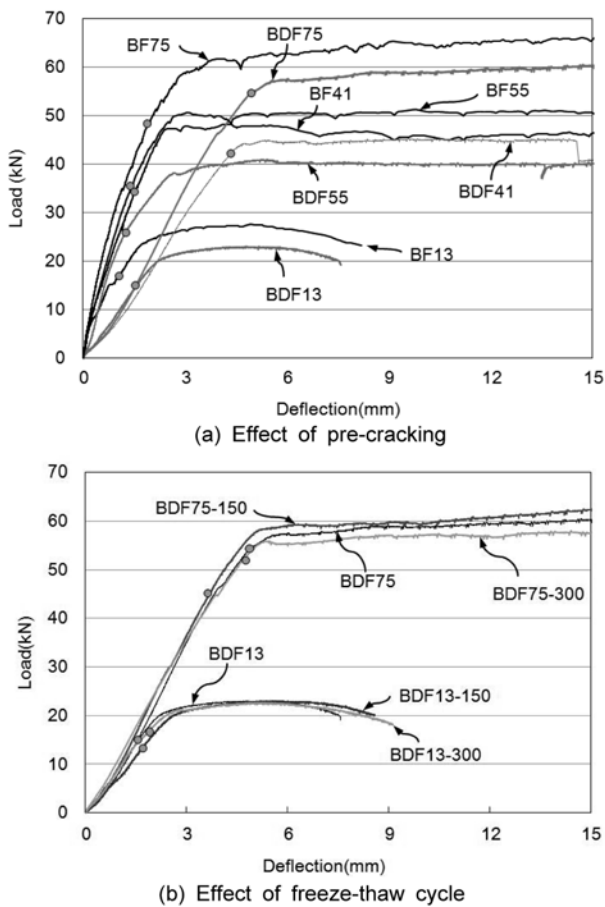 70
60
50
40
30
20
10
0
Load (kN)
BF75
BDF75
BF41
BF55
BDF55
BDF41
BF13
BDF13
0 3 6 9 12 15
Deflection(mm)
(a) Effect of pre-cracking
70
60
50
40
30
20
10
0
Load(kN)
BDF75-150
BDF75
BDF75-300
BDF13
BDF13-150
BDF13-300
0 3 6 9 12 15
Deflection(mm)
(b) Effect of freeze-thaw cycle